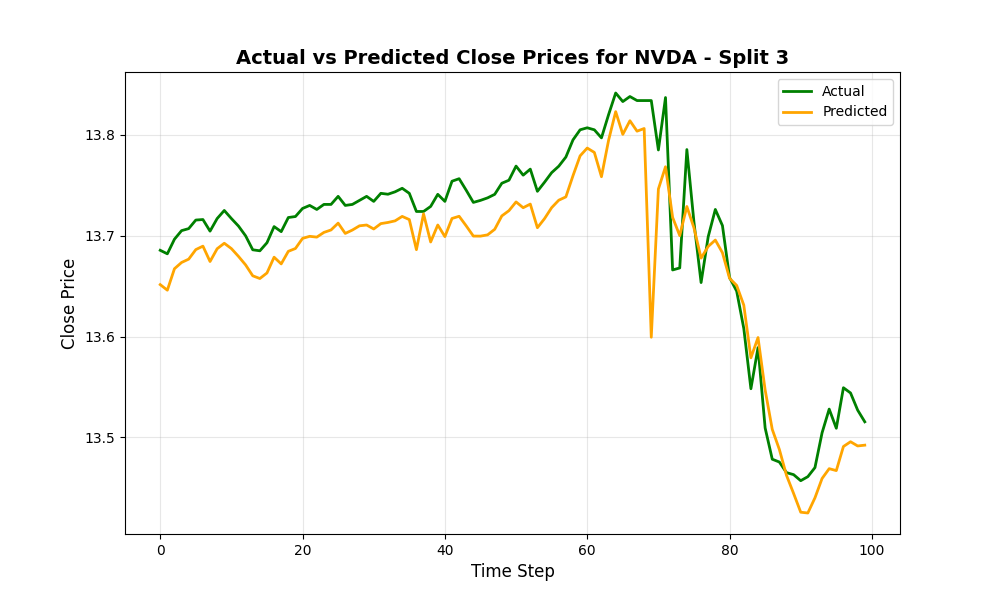 Actual vs Predicted Close Prices for NVDA - Split 3
Actual
Predicted
Close Price
13.8
13.7
13.6
13.5
0
20
40
60
80
100
Time Step